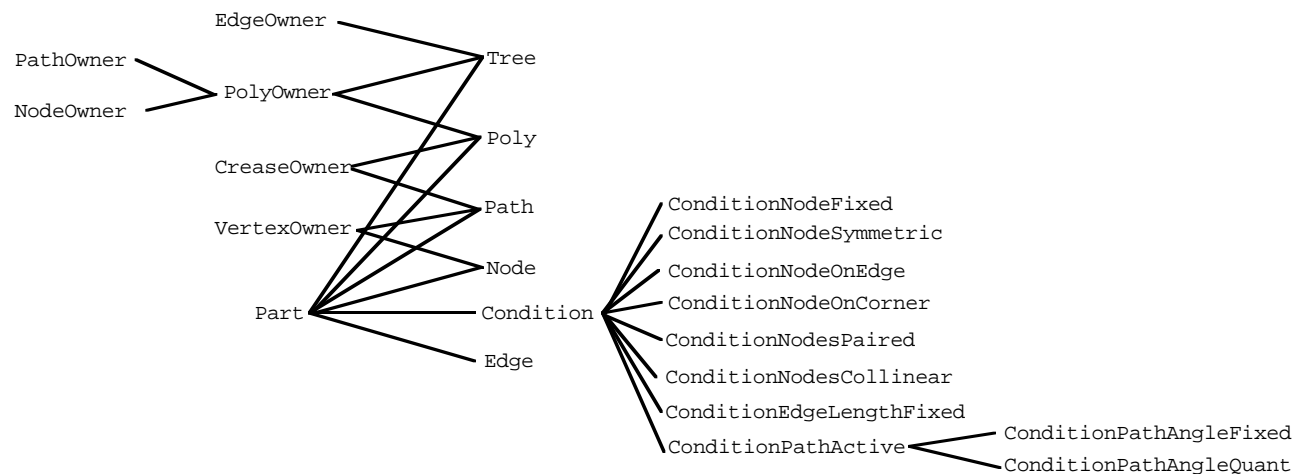 EdgeOwner
PathOwner
Tree
PolyOwner
NodeOwner
Poly
CreaseOwner
Path
VertexOwner
Node
Part
Condition
Edge
ConditionNodeFixed
ConditionNodeSymmetric
ConditionNodeOnEdge
ConditionNodeOnCorner
ConditionNodesPaired
ConditionNodesCollinear
ConditionEdgeLengthFixed
ConditionPathActive
ConditionPathAngleFixed
ConditionPathAngleQuant